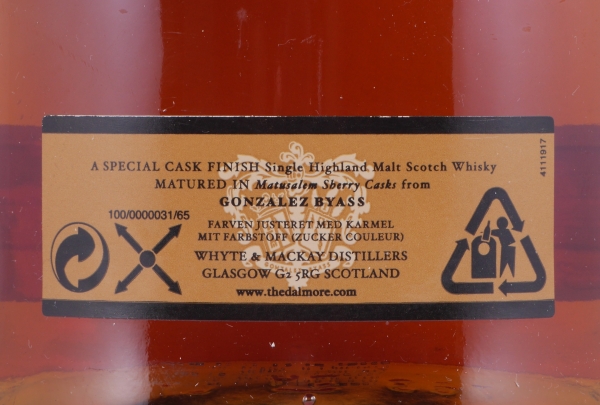 A SPECIAL CASK FINISH Single Highland Malt Scotch Whisky
MATURED IN Matusalem Sherry Casks from
GONZALEZ BYASS
100/0000031/65
FARVEN JUSTERET MED KARMEL
MIT FARBSTOFF (ZUCKER COULEUR)
WHYTE & MACKAY DISTILLERS
GLASGOW G2 5RG SCOTLAND
www.thedalmore.com
4111917